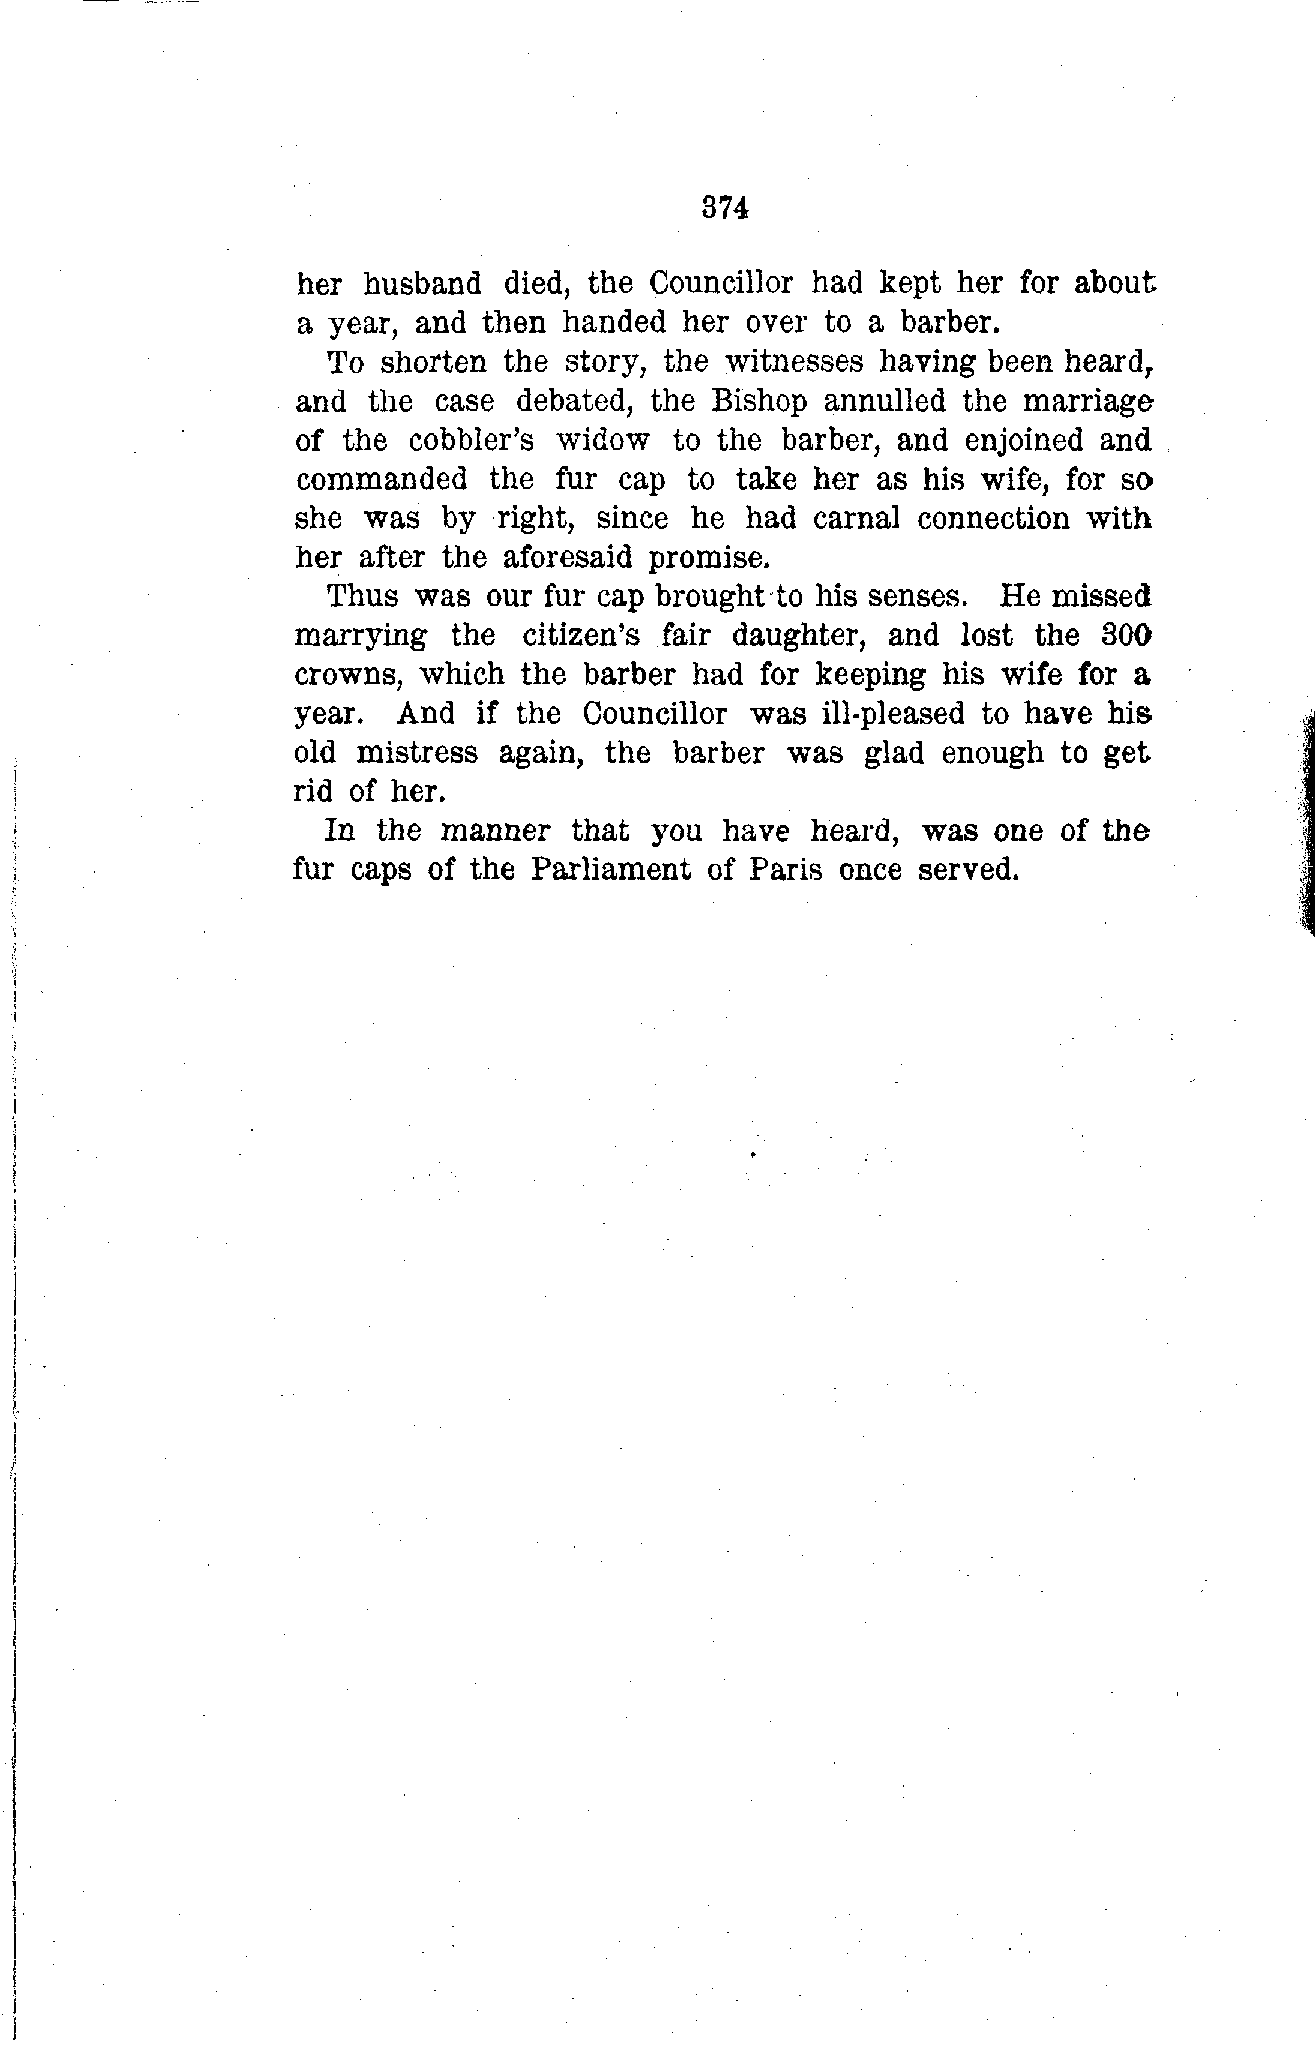 374
her husband died, the Councillor had kept her for about
a year, and then handed her over to a barber.
To shorten the story, the witnesses having been heard,
and the case debated, the Bishop annulled the marriage
of the cobbler's widow to the barber, and enjoined and
commanded the fur cap to take her as his wife, for so
she was by right, since he had carnal connection with
her after the aforesaid promise.
Thus was our fur cap brought to his senses. He missed
marrying the citizen's fair daughter, and lost the 300
crowns, which the barber had for keeping his wife for a
year. And if the Councillor was ill-pleased to have his
old mistress again, the barber was glad enough to get
rid of her.
In the manner that you have heard, was one of the
fur caps of the Parliament of Paris once served.